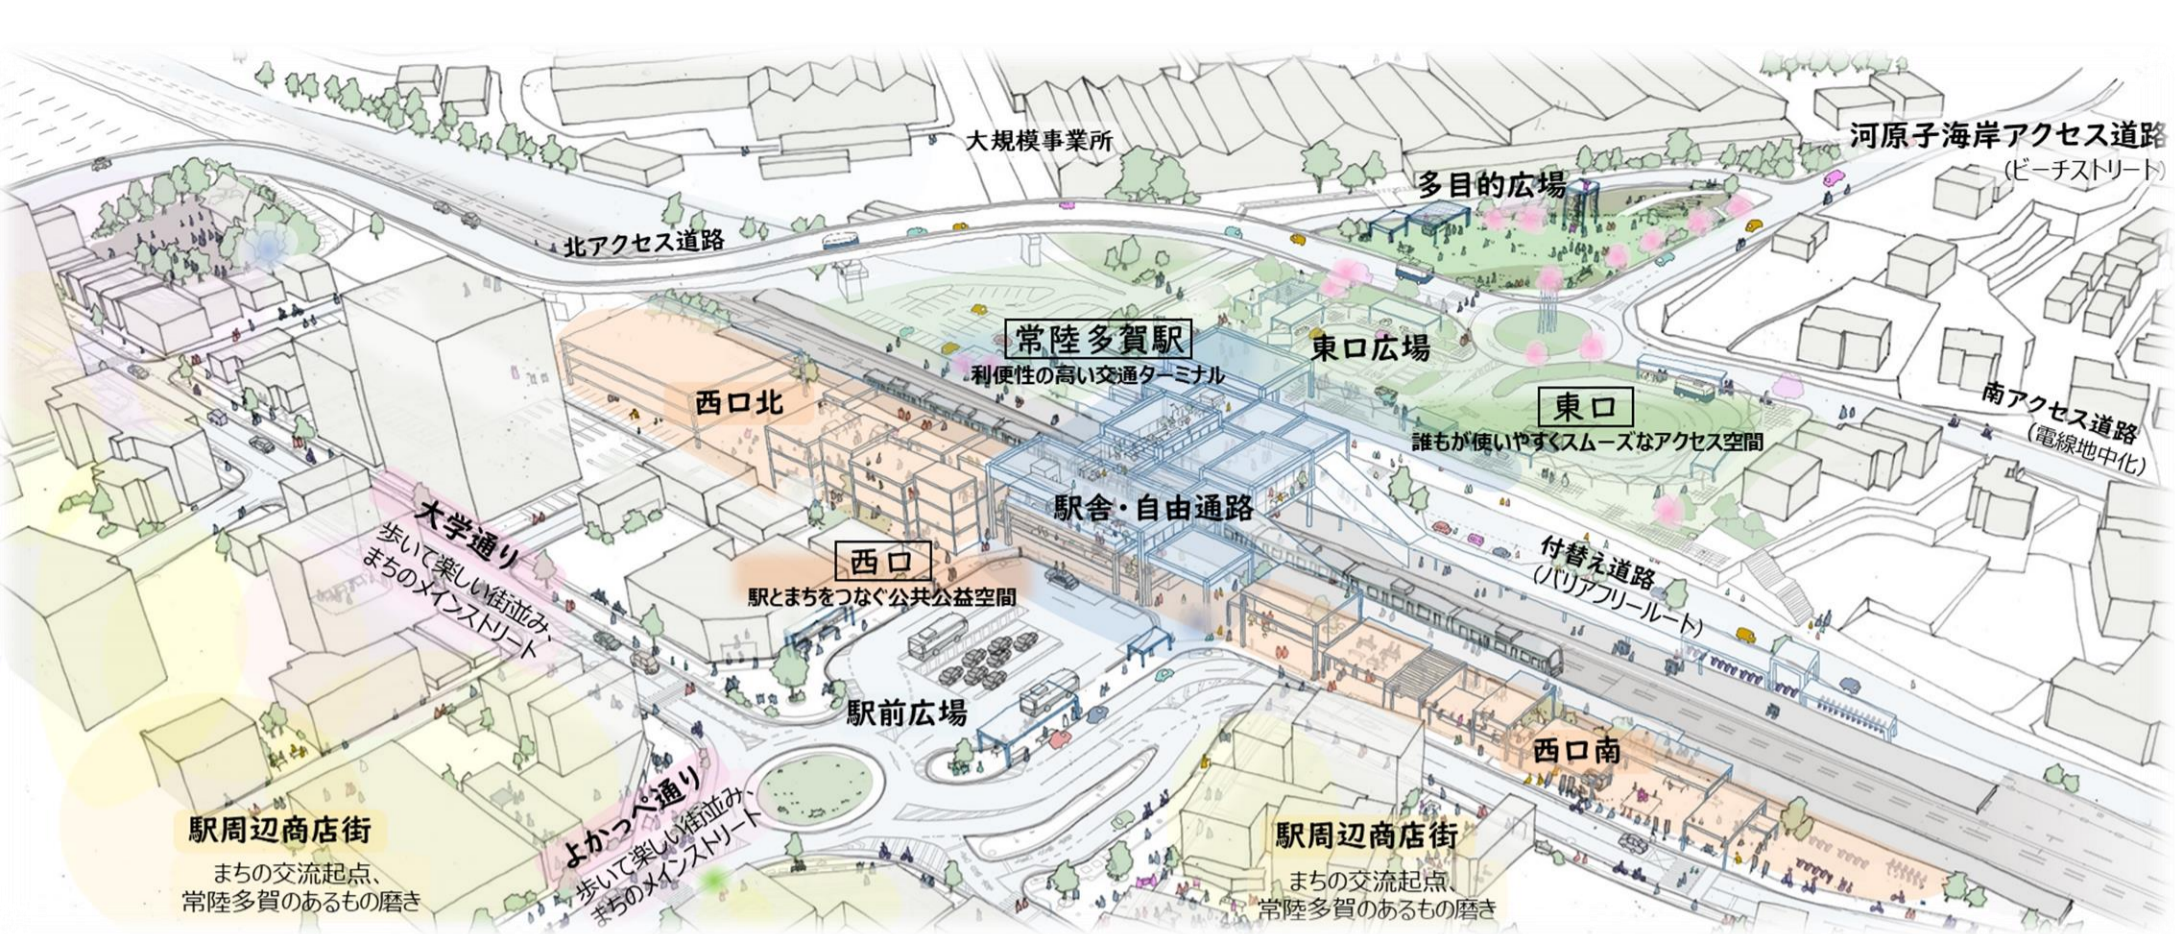 大規模事業所
河原子海岸アクセス道路
(ビーチストリート)
多目的広場
北アクセス道路
常陸多賀駅
利便性の高い交通ターミナル
東口広場
西口北
東口
誰もが使いやすくスムーズなアクセス空間
南アクセス道路
(電線地中化)
大学通り
歩いて楽しい街並み、
まちのメインストリート
駅舎・自由通路
西口
駅とまちをつなぐ公共公益空間
付替え道路
(バリアフリールート)
駅前広場
西口南
よかっぺ通り
歩いて楽しい街並み、
まちのメインストリート
駅周辺商店街
まちの交流起点、
常陸多賀のあるもの磨き
駅周辺商店街
まちの交流起点、
常陸多賀のあるもの磨き